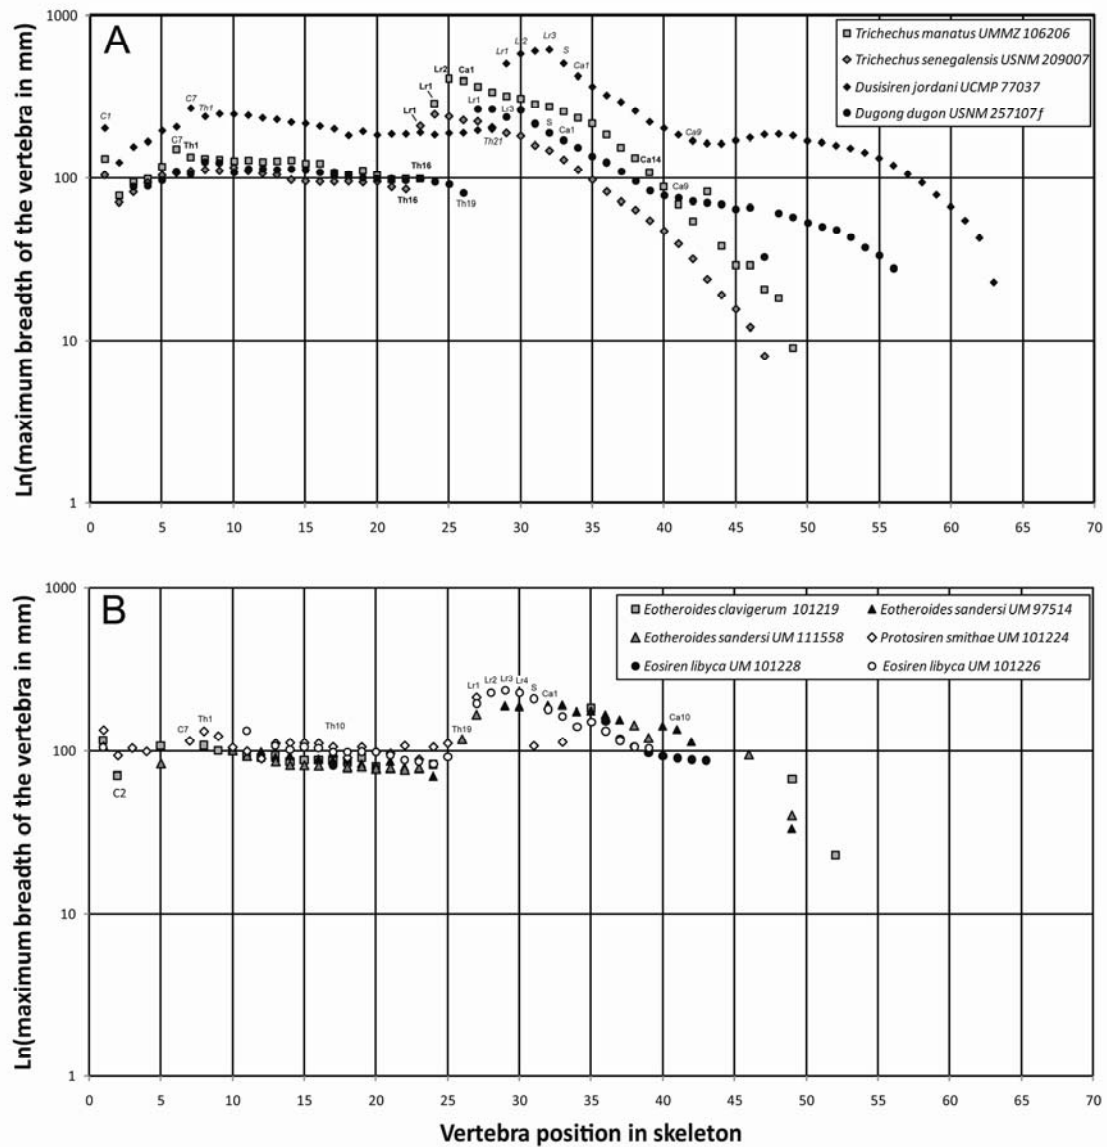 A
Ln(maximum breadth of the vertebra in mm)
1000
100
10
1
0 5 10 15 20 25 30 35 40 45 50 55 60 65 70
Trichechus manatus UMMZ 106206
Trichechus senegalensis USNM 209007
Dusisiren jordani UCMP 77037
Dugong dugon USNM 257107f
C1
C7
Th1
C7
Th1
Lr1
Lr2
Lr3
S
Ca1
Lr2
Ca1
Lr1
Lr1
Lr1
Lr3
S
Ca1
Th21
Th16
Th16
Th19
Ca14
Ca9
Ca9
B
Ln(maximum breadth of the vertebra in mm)
1000
100
10
1
0 5 10 15 20 25 30 35 40 45 50 55 60 65 70
Eotheroides clavigerum 101219
Eotheroides sandersi UM 97514
Eotheroides sandersi UM 111558
Protosiren smithae UM 101224
Eosiren libyca UM 101228
Eosiren libyca UM 101226
C2
C7
Th1
Th10
Th19
Lr1
Lr2
Lr3
Lr4
S
Ca1
Ca10
Vertebra position in skeleton